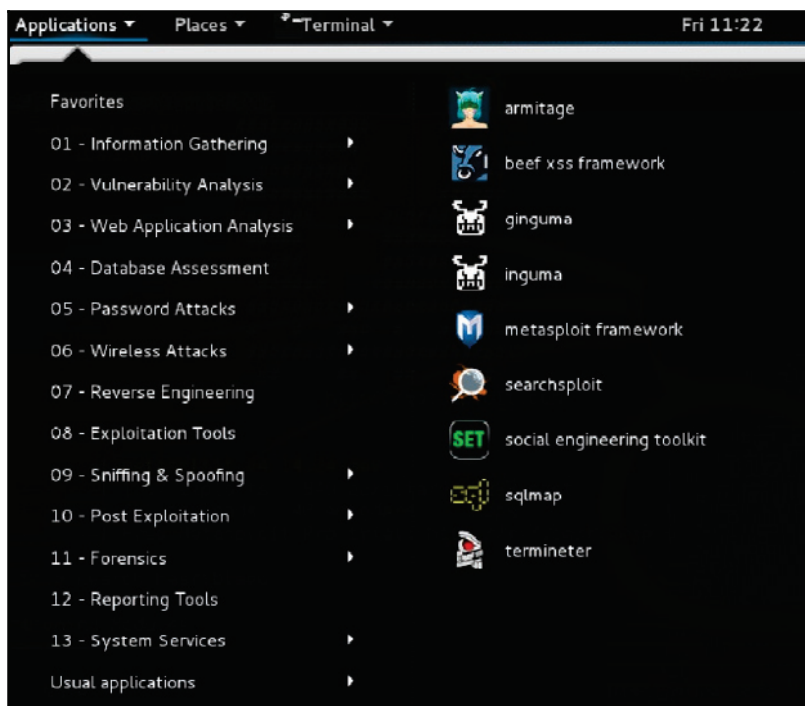 Applications Places Terminal Fri 11:22
Favorites
01 - Information Gathering
02 - Vulnerability Analysis
03 - Web Application Analysis
04 - Database Assessment
05 - Password Attacks
06 - Wireless Attacks
07 - Reverse Engineering
08 - Exploitation Tools
09 - Sniffing & Spoofing
10 - Post Exploitation
11 - Forensics
12 - Reporting Tools
13 - System Services
Usual applications
armitage
beef xss framework
ginguma
inguma
M metasploit framework
searchsploit
SET social engineering toolkit
sql sqlmap
termineter